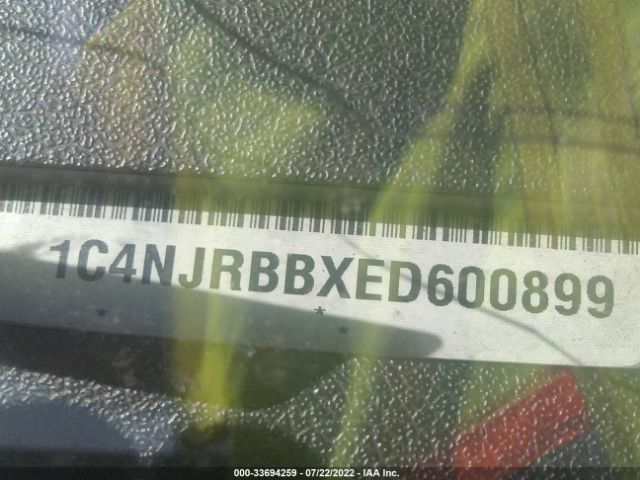 1C4NJRBBXED600899
* * *
000-33694259 - 07/22/2022 - IAA Inc.